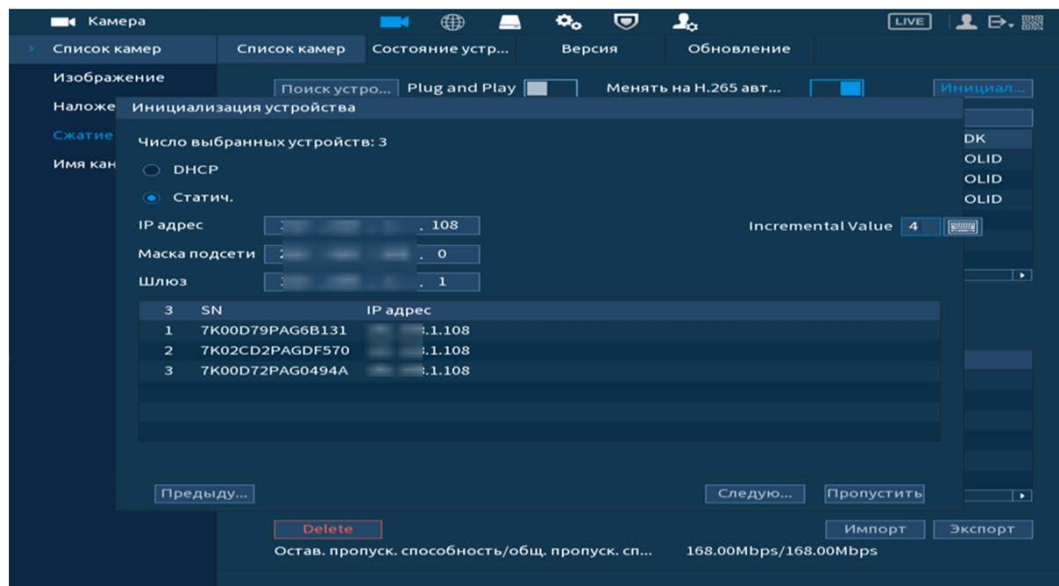 Камера LIVE
Список камер Список камер Состояние устр... Версия Обновление
Изображение
Поиск устро... Plug and Play Менять на H.265 авт... Инициал...
Наложе
Инициализация устройства
Сжатие
Число выбранных устройств: 3
DK
Имя кан
OLID
DHCP
OLID
Статич.
OLID
IP адрес . 108 Incremental Value 4
Маска подсети . 0
Шлюз . 1
3 SN IP адрес
1 7K00D79PAG6B131 .1.108
2 7K02CD2PAGDF570 .1.108
3 7K00D72PAG0494A .1.108
Предыду... Следую... Пропустить
Delete Импорт Экспорт
Остав. пропуск. способность/общ. пропуск. сп... 168.00Mbps/168.00Mbps